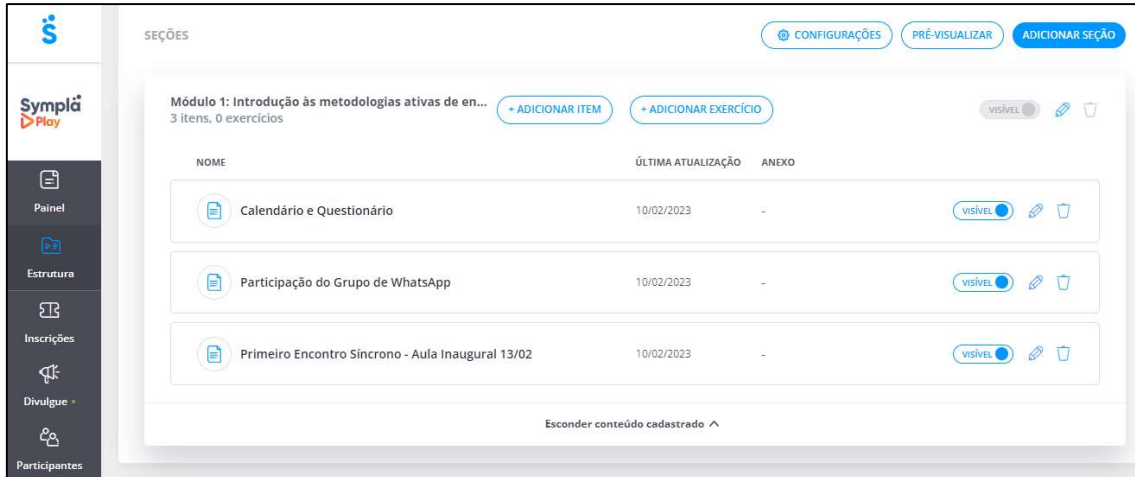 SEÇÕES
CONFIGURAÇÕES
PRÉ-VISUALIZAR
ADICIONAR SEÇÃO
Sympla
Play
Painel
Estrutura
Inscrições
Divulgue
Participantes
Módulo 1: Introdução às metodologias ativas de en...
3 itens, 0 exercícios
+ ADICIONAR ITEM
+ ADICIONAR EXERCÍCIO
VISÍVEL
NOME ÚLTIMA ATUALIZAÇÃO ANEXO
Calendário e Questionário 10/02/2023 - VISÍVEL
Participação do Grupo de WhatsApp 10/02/2023 - VISÍVEL
Primeiro Encontro Síncrono - Aula Inaugural 13/02 10/02/2023 - VISÍVEL
Esconder conteúdo cadastrado